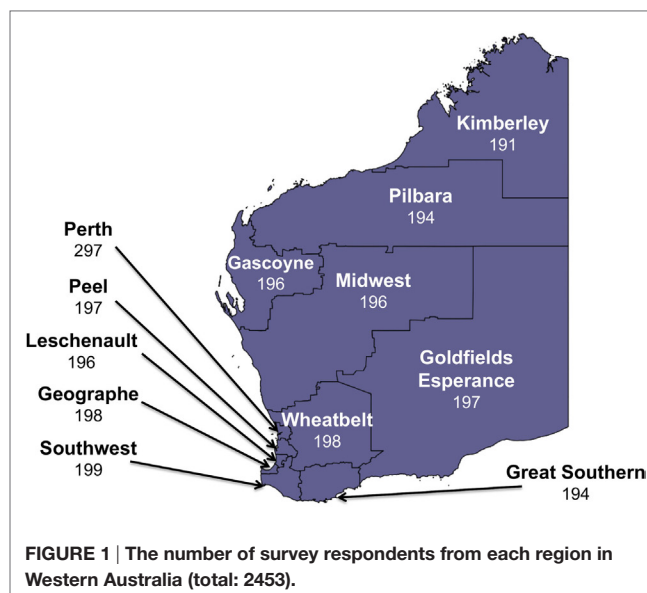 Kimberley
191
Pilbara
194
Perth
297
Gascoyne
196
Midwest
196
Peel
197
Leschenault
196
Goldfields
Esperance
197
Geographe
198
Wheatbelt
198
Southwest
199
Great Southern
194
FIGURE 1 | The number of survey respondents from each region in
Western Australia (total: 2453).